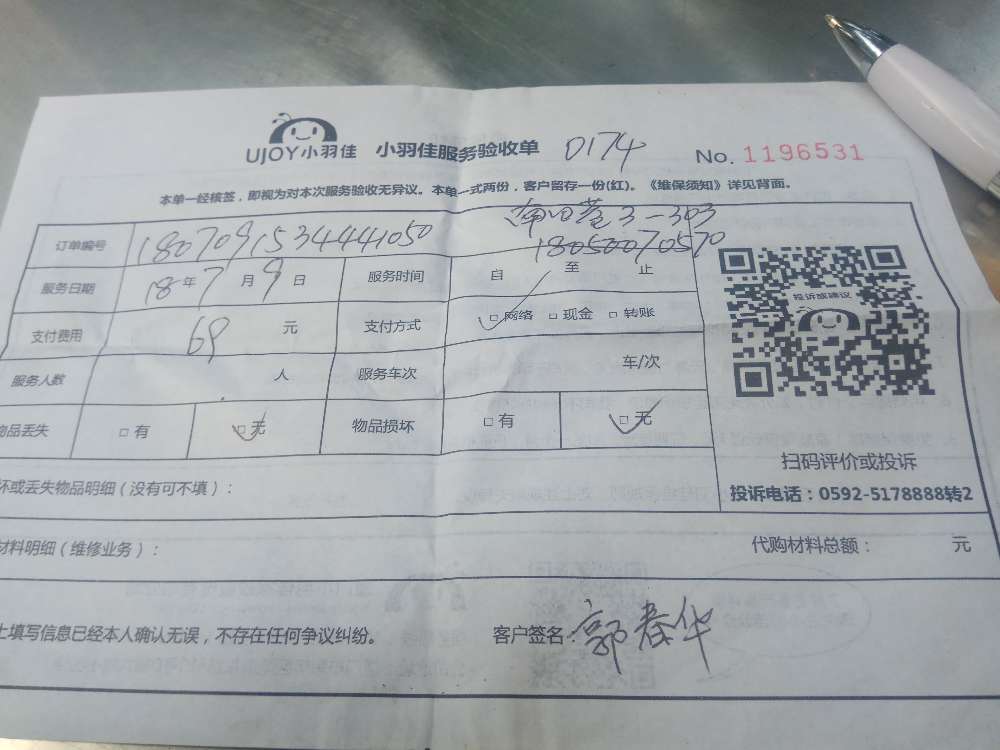 UJOY小羽佳 小羽佳服务验收单 0174 No. 1196531
本单一经核签，即视为对本次服务验收无异议。本单一式两份，客户留存一份(红)。《维保须知》详见背面。
3-303
订单编号 180709153444105​0 18050070570
服务日期 18年7月9日 服务时间 自 至 止
投诉或建议
支付费用 69 元 支付方式 □网络 □现金 □转账
服务人数 人 服务车次 车/次
物品丢失 □有 □无 物品损坏 □有 □无
扫码评价或投诉
坏或丢失物品明细（没有可不填）：
投诉电话：0592-5178888转2
材料明细（维修业务）： 代购材料总额： 元
上填写信息已经本人确认无误，不存在任何争议纠纷。 客户签名：郭春华